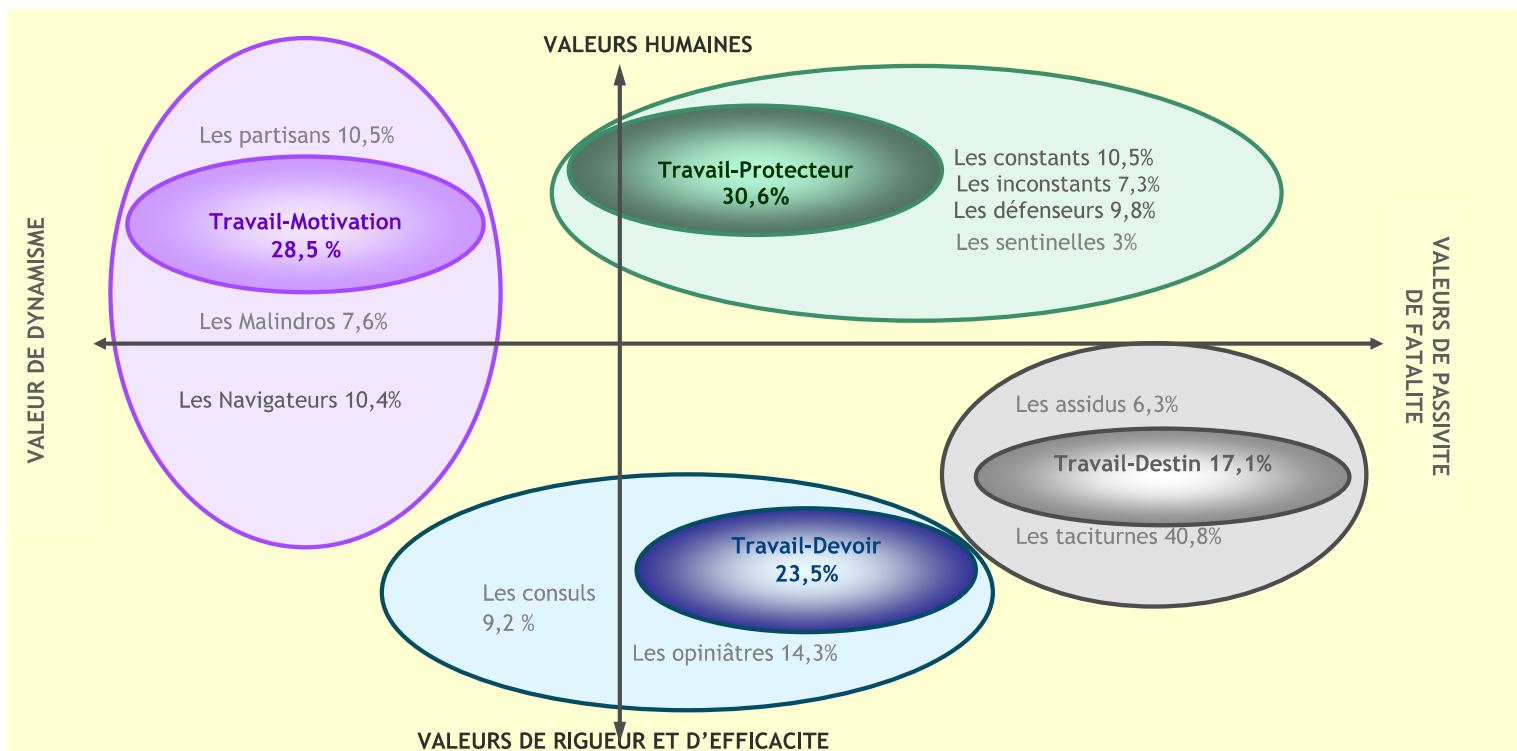 VALEURS HUMAINES
Les partisans 10,5%
Travail-Motivation
28,5 %
Les Malindros 7,6%
Les Navigateurs 10,4%
Travail-Protecteur
30,6%
Les constants 10,5%
Les inconstants 7,3%
Les défenseurs 9,8%
Les sentinelles 3%
VALEUR DE DYNAMISME
VALEURS DE PASSIVITE
DE FATALITE
Les assidus 6,3%
Travail-Destin 17,1%
Les taciturnes 40,8%
Travail-Devoir
23,5%
Les consuls
9,2 %
Les opiniâtres 14,3%
VALEURS DE RIGUEUR ET D’EFFICACITE